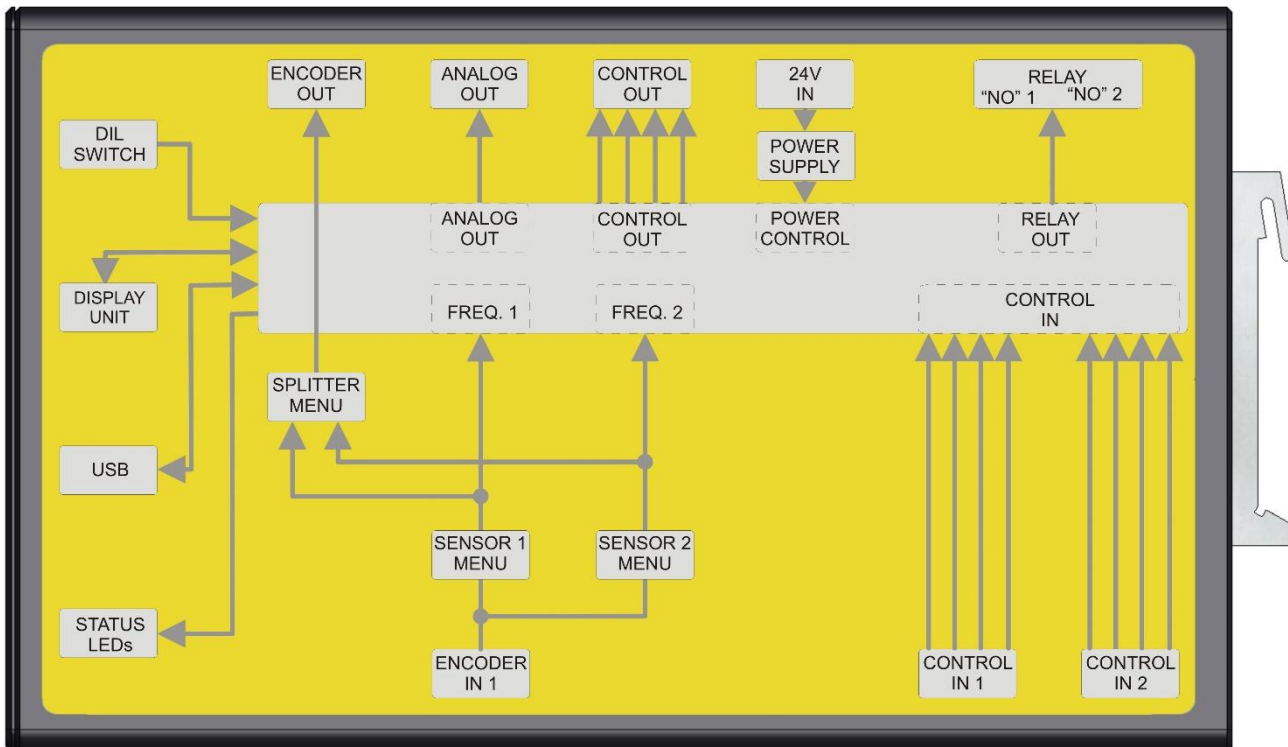 ENCODER
OUT
ANALOG
OUT
CONTROL
OUT
24V
IN
RELAY
“NO” 1 “NO” 2
DIL
SWITCH
POWER
SUPPLY
ANALOG
OUT
CONTROL
OUT
POWER
CONTROL
RELAY
OUT
DISPLAY
UNIT
FREQ. 1
FREQ. 2
CONTROL
IN
SPLITTER
MENU
USB
SENSOR 1
MENU
SENSOR 2
MENU
STATUS
LEDs
ENCODER
IN 1
CONTROL
IN 1
CONTROL
IN 2